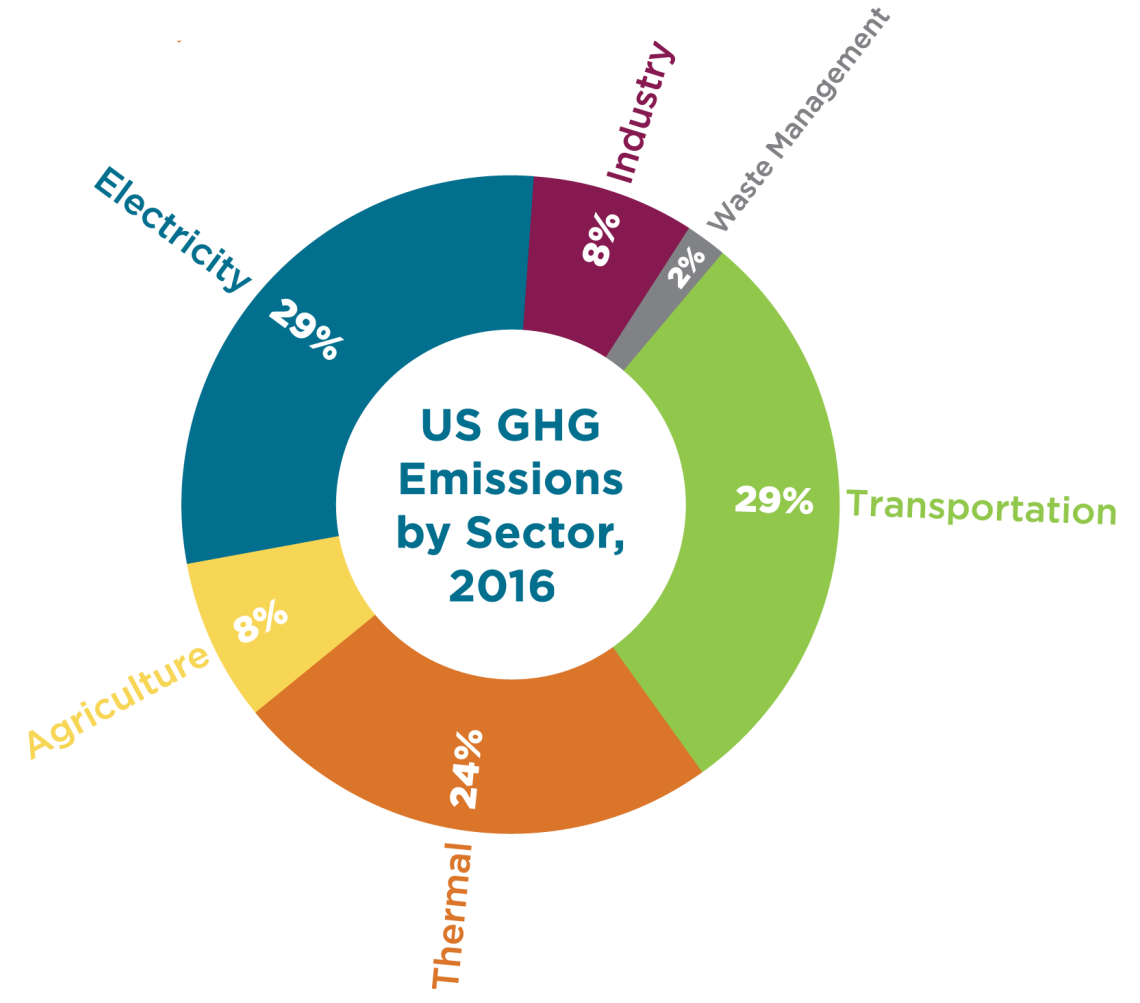 Industry
8%
Waste Management
2%
Electricity
29%
US GHG
Emissions
by Sector,
2016
29%
Transportation
8%
Agriculture
24%
Thermal